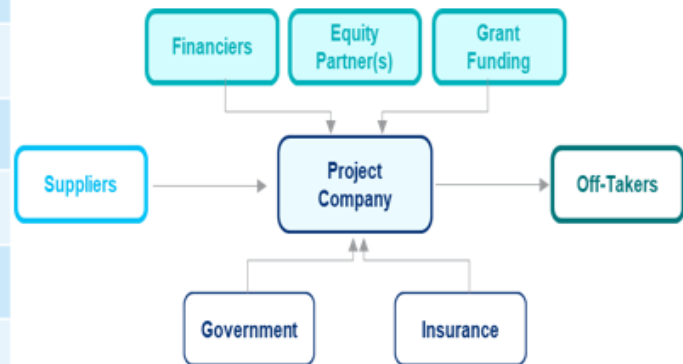 Financiers
Equity
Partner(s)
Grant
Funding
Suppliers
Project
Company
Off-Takers
Government
Insurance